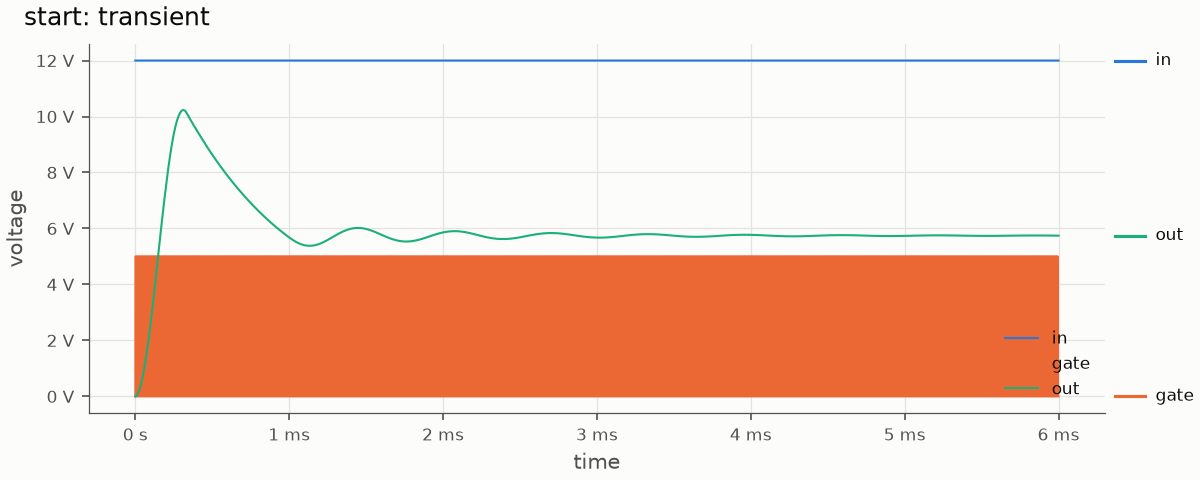 start: transient
12 V
10 V
8 V
6 V
4 V
2 V
0 V
voltage
0 s
1 ms
2 ms
3 ms
4 ms
5 ms
6 ms
time
in
gate
out
in
out
gate